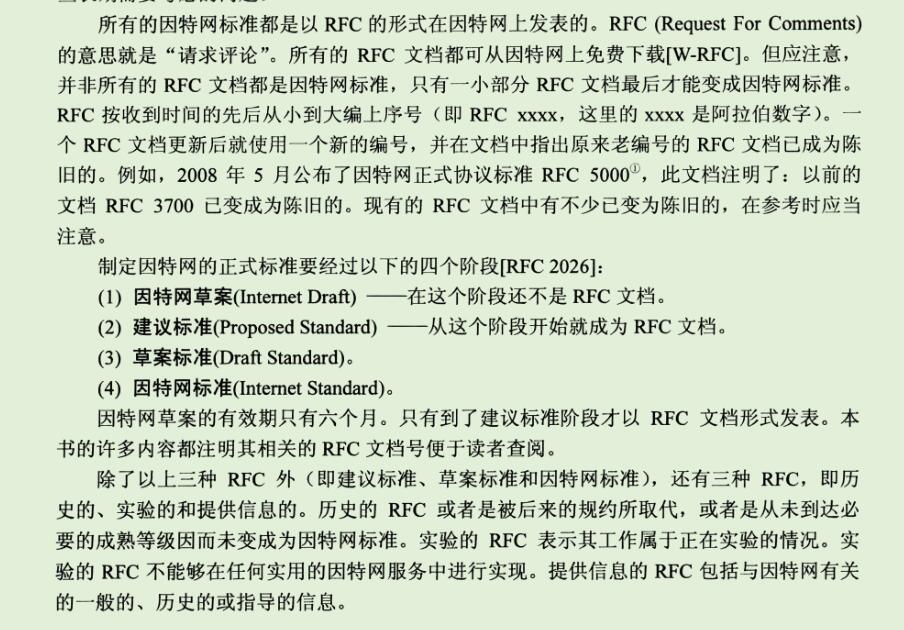 所有的因特网标准都是以 RFC 的形式在因特网上发表的。RFC (Request For Comments)
的意思就是“请求评论”。所有的 RFC 文档都可从因特网上免费下载[W-RFC]。但应注意，
并非所有的 RFC 文档都是因特网标准，只有一小部分 RFC 文档最后才能变成因特网标准。
RFC 按收到时间的先后从小到大编上序号（即 RFC xxxx，这里的 xxxx 是阿拉伯数字）。一
个 RFC 文档更新后就使用一个新的编号，并在文档中指出原来老编号的 RFC 文档已成为陈
旧的。例如，2008 年 5 月公布了因特网正式协议标准 RFC 5000①，此文档注明了：以前的
文档 RFC 3700 已变成为陈旧的。现有的 RFC 文档中有不少已变为陈旧的，在参考时应当
注意。
制定因特网的正式标准要经过以下的四个阶段[RFC 2026]：
(1) 因特网草案(Internet Draft) ——在这个阶段还不是 RFC 文档。
(2) 建议标准(Proposed Standard) ——从这个阶段开始就成为 RFC 文档。
(3) 草案标准(Draft Standard)。
(4) 因特网标准(Internet Standard)。
因特网草案的有效期只有六个月。只有到了建议标准阶段才以 RFC 文档形式发表。本
书的许多内容都注明其相关的 RFC 文档号便于读者查阅。
除了以上三种 RFC 外（即建议标准、草案标准和因特网标准），还有三种 RFC，即历
史的、实验的和提供信息的。历史的 RFC 或者是被后来的规约所取代，或者是从未到达必
要的成熟等级因而未变成为因特网标准。实验的 RFC 表示其工作属于正在实验的情况。实
验的 RFC 不能够在任何实用的因特网服务中进行实现。提供信息的 RFC 包括与因特网有关
的一般的、历史的或指导的信息。